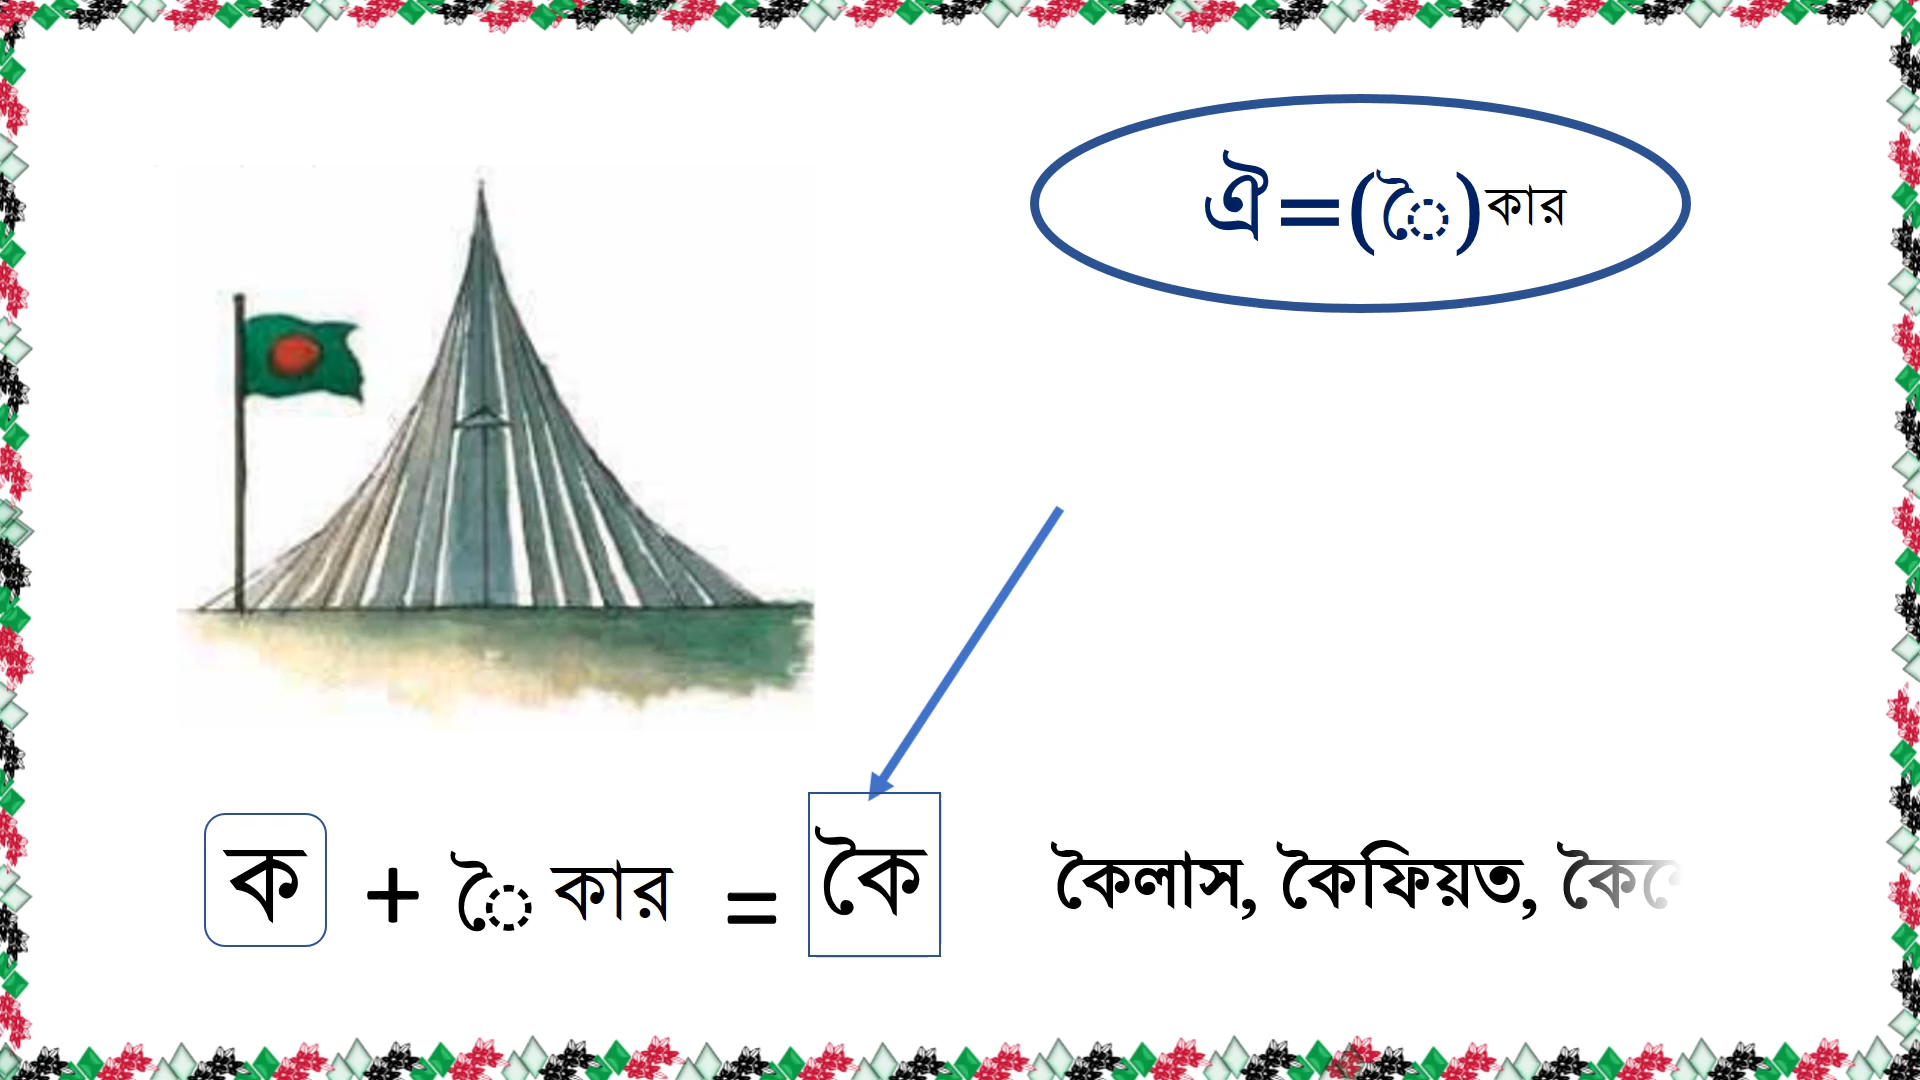 ঐ=(ৈ)কার
ক + ৈ কার = কৈ কৈলাস, কৈফিয়ত,